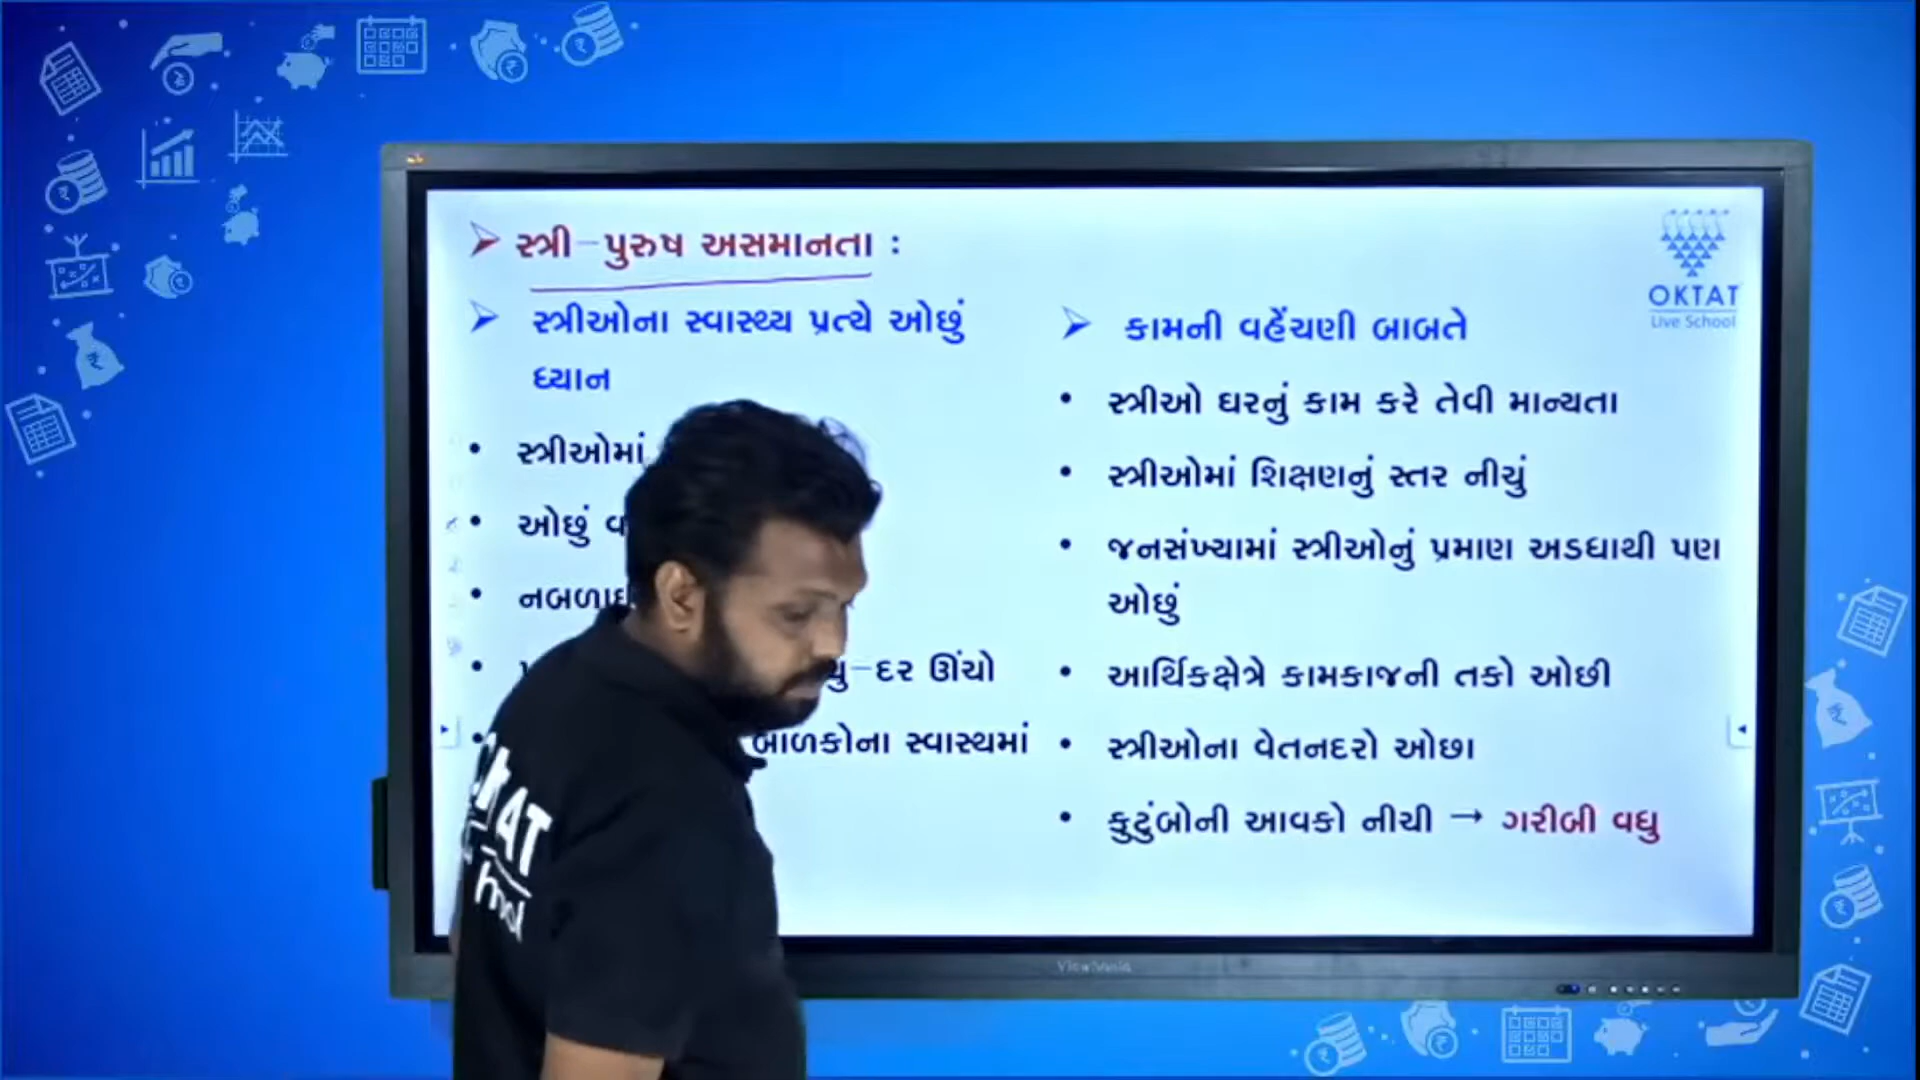 સ્ત્રી-પુરુષ અસમાનતા :
સ્ત્રીઓના સ્વાસ્થ્ય પ્રત્યે ઓછું
ધ્યાન
સ્ત્રીઓમાં
ઓછું
દર ઊંચો
બાળકોના સ્વાસ્થમાં
OKTAT
Live School
કામની વહેંચણી બાબતે
સ્ત્રીઓ ઘરનું કામ કરે તેવી માન્યતા
સ્ત્રીઓમાં શિક્ષણનું સ્તર નીચું
જનસંખ્યામાં સ્ત્રીઓનું પ્રમાણ અડધાથી પણ
ઓછું
આર્થિકક્ષેત્રે કામકાજની તકો ઓછી
સ્ત્રીઓના વેતનદરો ઓછા
કુટુંબોની આવકો નીચી → ગરીબી વધુ
ViewSonic